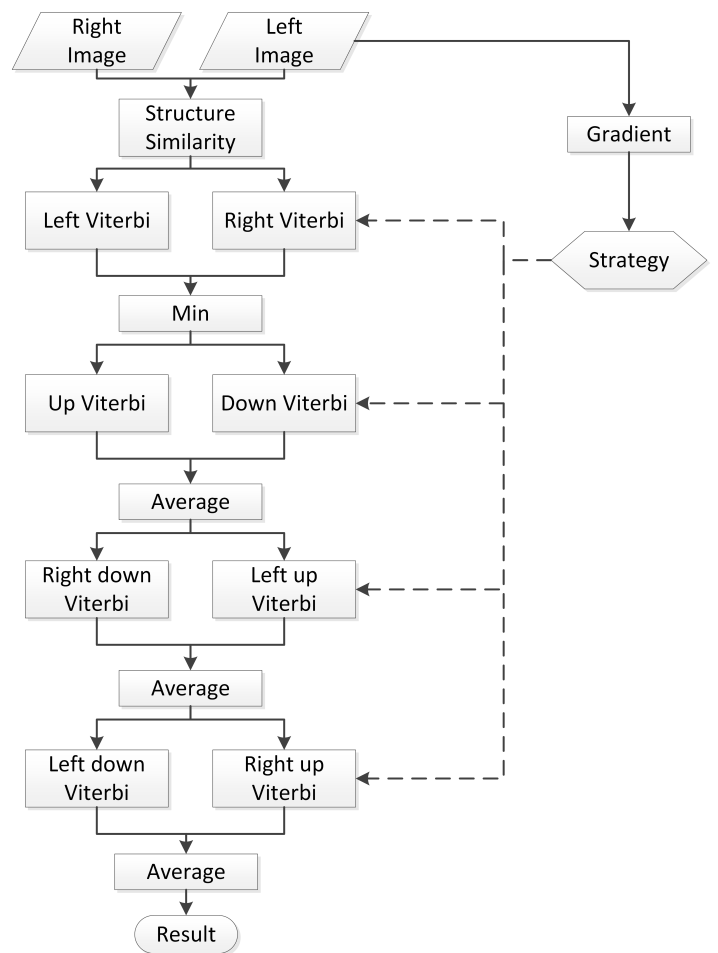 Right
Image
Left
Image
Structure
Similarity
Gradient
Left Viterbi
Right Viterbi
Strategy
Min
Up Viterbi
Down Viterbi
Average
Right down
Viterbi
Left up
Viterbi
Average
Left down
Viterbi
Right up
Viterbi
Average
Result